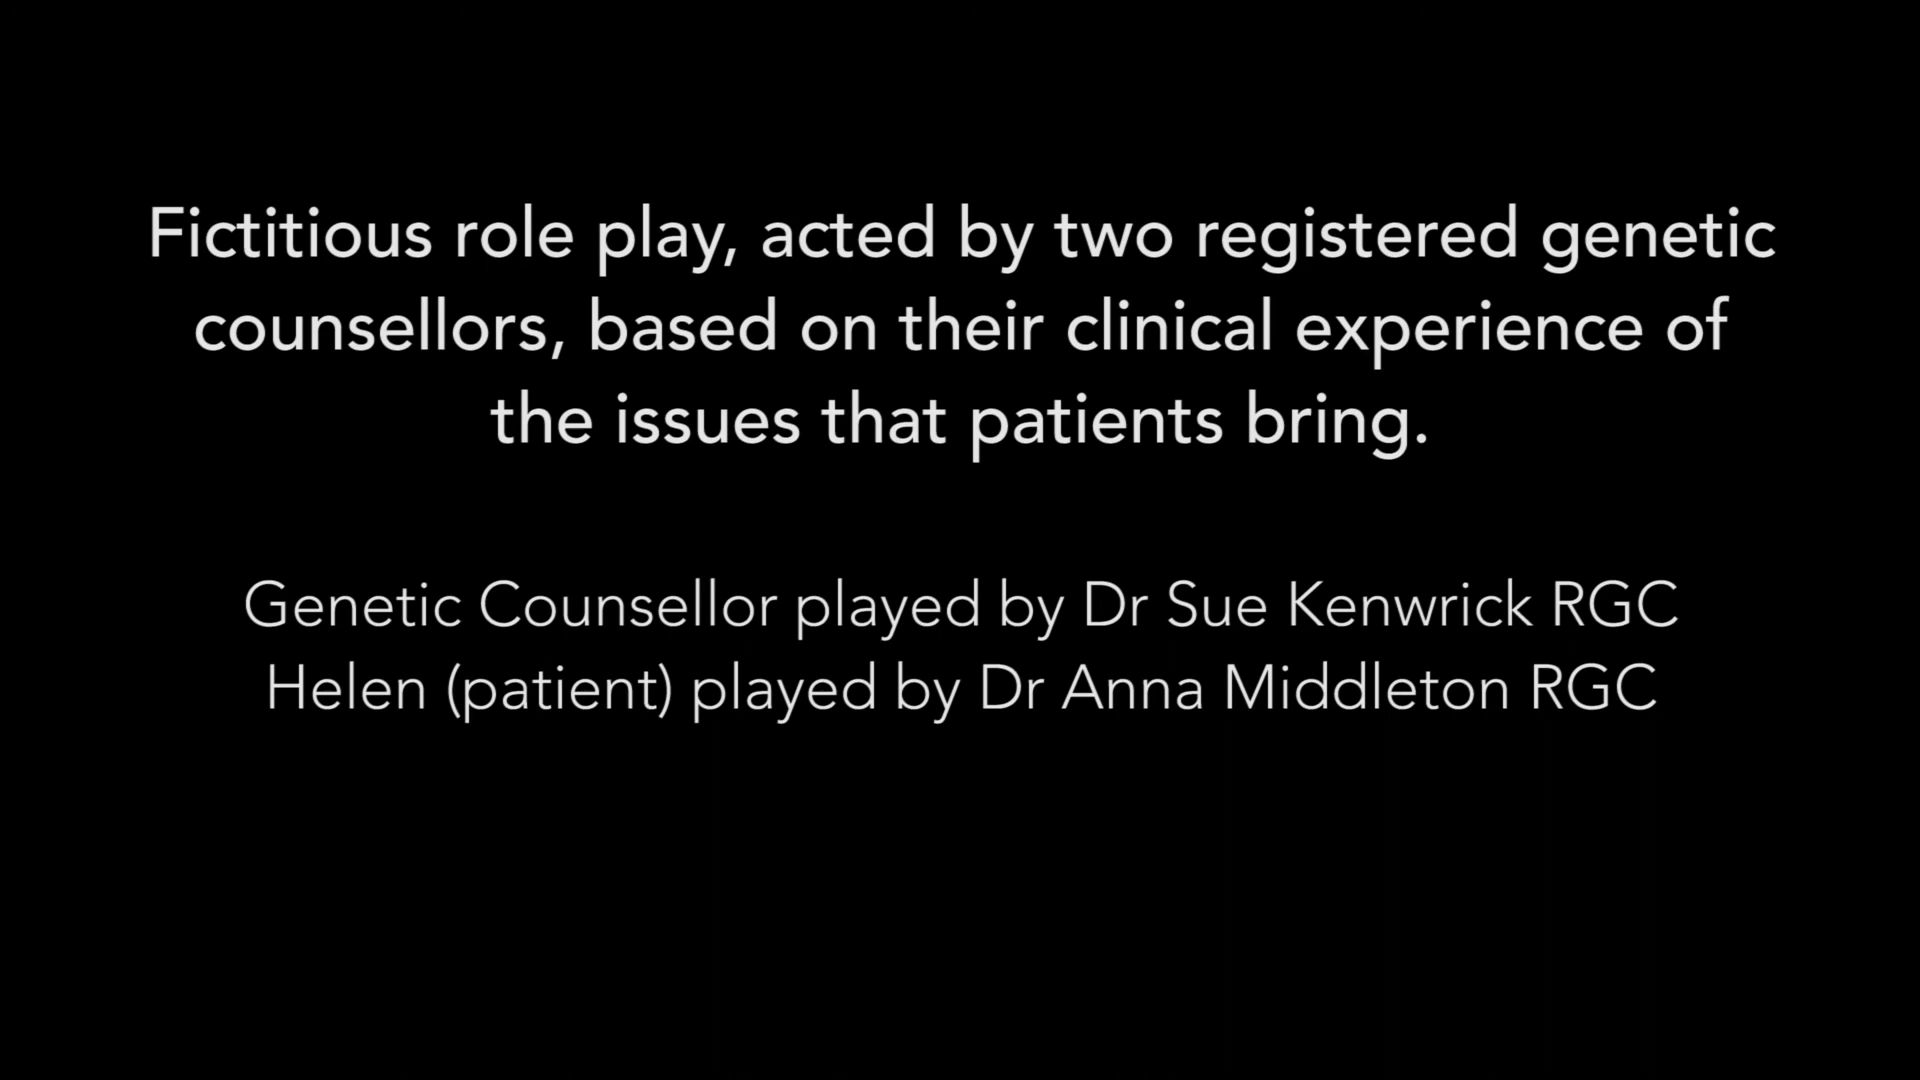 Fictitious role play, acted by two registered genetic
counsellors, based on their clinical experience of
the issues that patients bring.
Genetic Counsellor played by Dr Sue Kenwrick RGC
Helen (patient) played by Dr Anna Middleton RGC